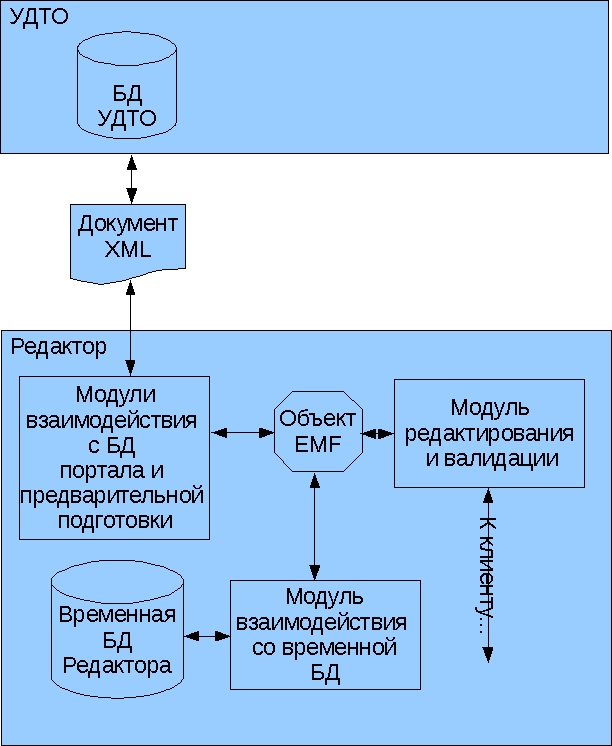 УДТО
БД
УДТО
Документ
XML
Редактор
Модули
взаимодействия
с БД
портала и
предварительной
подготовки
Объект
EMF
Модуль
редактирования
и валидации
К клиенту...
Временная
БД
Редактора
Модуль
взаимодействия
со временной
БД